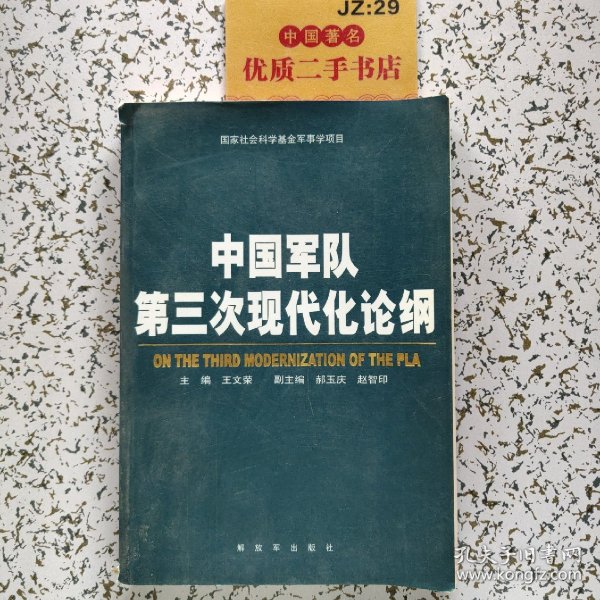 JZ:29
中国著名
优质二手书店
国家社会科学基金军事学项目
中国军队
第三次现代化论纲
ON THE THIRD MODERNIZATION OF THE PLA
主 编 王文荣 副主编 郝玉庆 赵智印
解放军出版社
孔夫子旧书网
www.kongfz.com